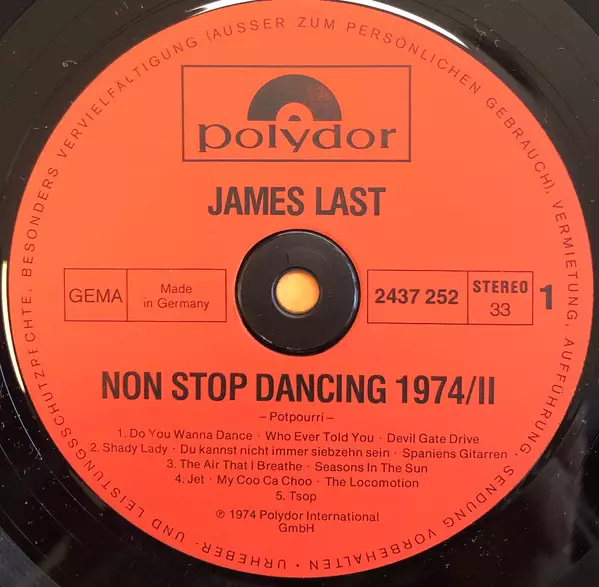 URHEBER- UND LEISTUNGSSCHUTZRECHTE, BESONDERS VERVIELFÄLTIGUNG (AUSSER ZUM PERSÖNLICHEN GEBRAUCH), VERMIETUNG, AUFFÜHRUNG, SENDUNG VORBEHALTEN ·
polydor
JAMES LAST
GEMA
Made
in Germany
2437 252
STEREO
33
1
NON STOP DANCING 1974/II
– Potpourri –
1. Do You Wanna Dance · Who Ever Told You · Devil Gate Drive
2. Shady Lady · Du kannst nicht immer siebzehn sein · Spaniens Gitarren ·
3. The Air That I Breathe · Seasons In The Sun
4. Jet · My Coo Ca Choo · The Locomotion
5. Tsop
℗ 1974 Polydor International
GmbH